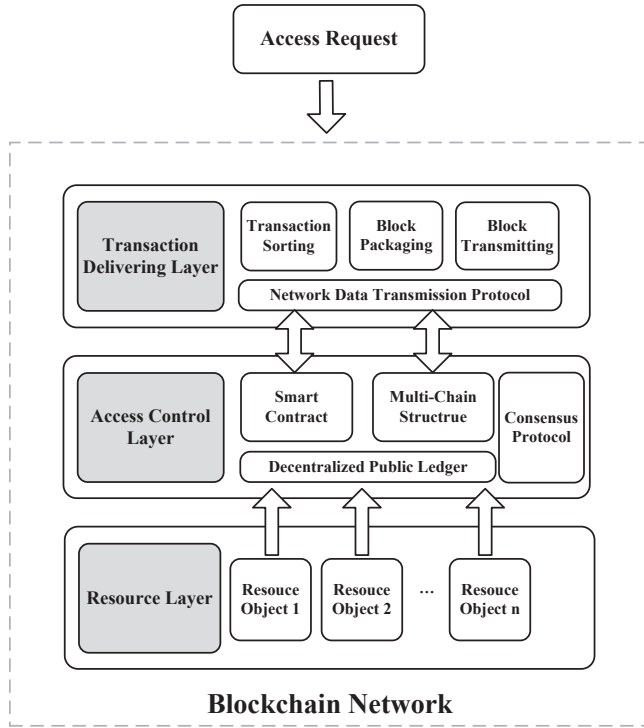 Access Request
Transaction
Delivering Layer
Transaction
Sorting
Block
Packaging
Block
Transmitting
Network Data Transmission Protocol
Access Control
Layer
Smart
Contract
Multi-Chain
Structrue
Consensus
Protocol
Decentralized Public Ledger
Resource Layer
Resouce
Object 1
Resouce
Object 2
...
Resouce
Object n
Blockchain Network